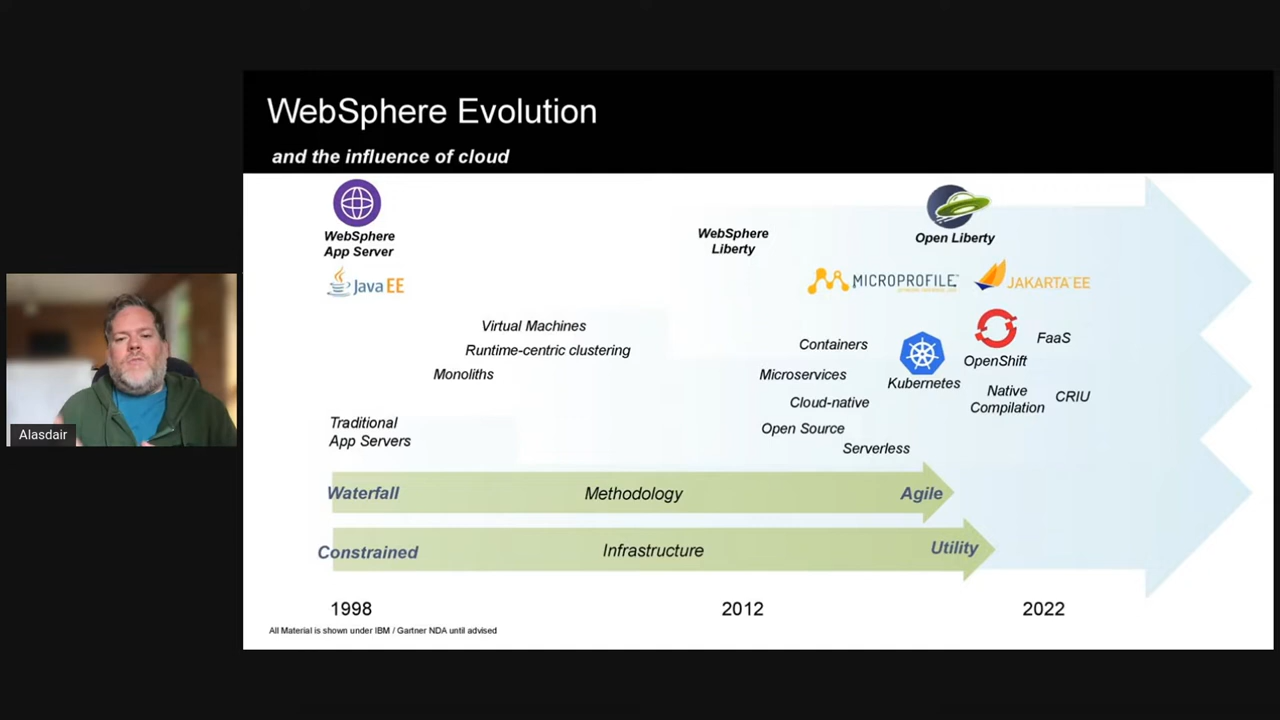 WebSphere Evolution
and the influence of cloud
WebSphere
App Server
Java EE
WebSphere
Liberty
Open Liberty
MICROPROFILE
JAKARTA EE
Virtual Machines
Runtime-centric clustering
Monoliths
Traditional
App Servers
Containers
Microservices
Cloud-native
Open Source
Serverless
Kubernetes
OpenShift
FaaS
Native
Compilation
CRIU
Waterfall
Methodology
Agile
Constrained
Infrastructure
Utility
1998
2012
2022
All Material is shown under IBM / Gartner NDA until advised
Alasdair